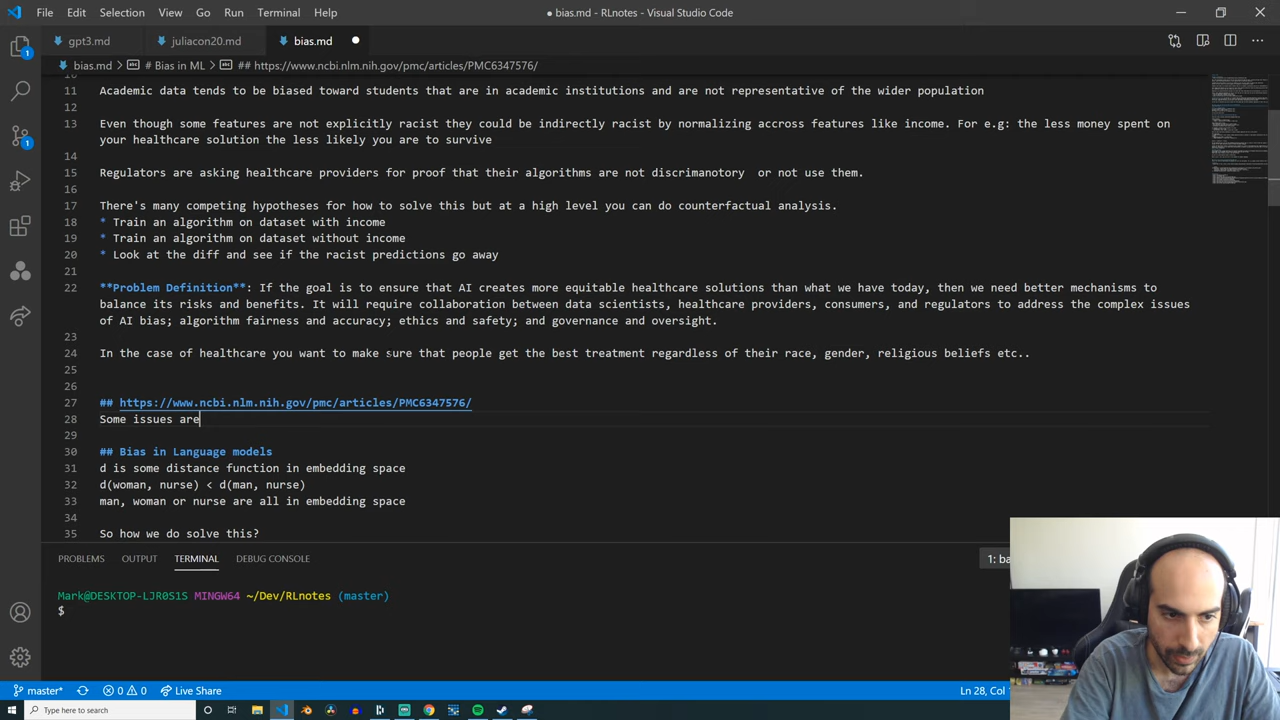 File Edit Selection View Go Run Terminal Help
● bias.md - RLnotes - Visual Studio Code
gpt3.md juliacon20.md bias.md
bias.md > # Bias in ML > ## https://www.ncbi.nlm.nih.gov/pmc/articles/PMC6347576/
11 Academic data tends to be biased towards students that are in academic institutions and are not representative of the wider population
12
13 Even though some features are not explicitly racist they could be indirectly racist by normalizing across features like income for e.g: the less money spent on
your healthcare solution the less likely you are to survive
14
15 Regulators are asking healthcare providers for proof that their algorithms are not discrimanotory to use them.
16
17 There's many competing hypotheses for how to solve this but at a high level you can do counterfactual analysis.
18 * Train an algorithm on dataset with income
19 * Train an algorithm on dataset without income
20 * Look at the diff and see if the racist predictions go away
21
22 **Problem Definition**: If the goal is to ensure that AI creates more equitable healthcare solutions than what we have today, then we need better mechanisms to
balance its risks and benefits. It will require collaboration between data scientists, healthcare providers, consumers, and regulators to address the complex issues
of AI bias; algorithm fairness and accuracy; ethics and safety; and governance and oversight.
23
24 In the case of healthcare you want to make sure that people get the best treatment regardless of their race, gender, religious beliefs etc..
25
26
27 ## https://www.ncbi.nlm.nih.gov/pmc/articles/PMC6347576/
28 Some issues are
29
30 ## Bias in Language models
31 d is some distance function in embedding space
32 d(woman, nurse) < d(man, nurse)
33 man, woman or nurse are all in embedding space
34
35 So how we do solve this?
PROBLEMS OUTPUT TERMINAL DEBUG CONSOLE
1: ba
Mark@DESKTOP-LJR0S1S MINGW64 ~/Dev/RLnotes (master)
$
master* 0 0 Live Share
Ln 28, Col
Type here to search